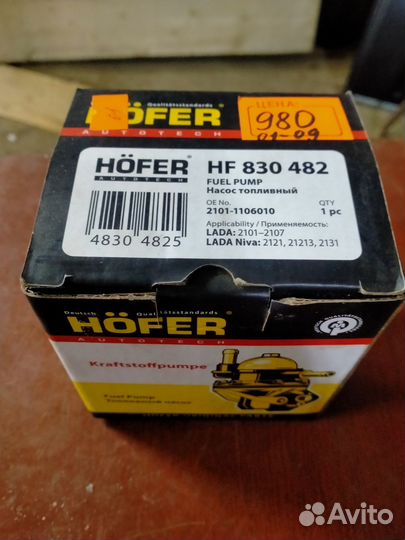 Qualitätsstandards
HÖFER
AUTOTECH
ЦЕНА:
980
01-09
HÖFER
AUTOTECH
4830 4825
HF 830 482
FUEL PUMP
Насос топливный
OE No. QTY
2101-1106010 1 pc
Applicability / Применяемость:
LADA: 2101–2107
LADA Niva: 2121, 21213, 2131
Deutsch Qualitätsstandards
HÖFER
AUTOTECH
Kraftstoffpumpe
Fuel Pump
Топливный насос
Avito